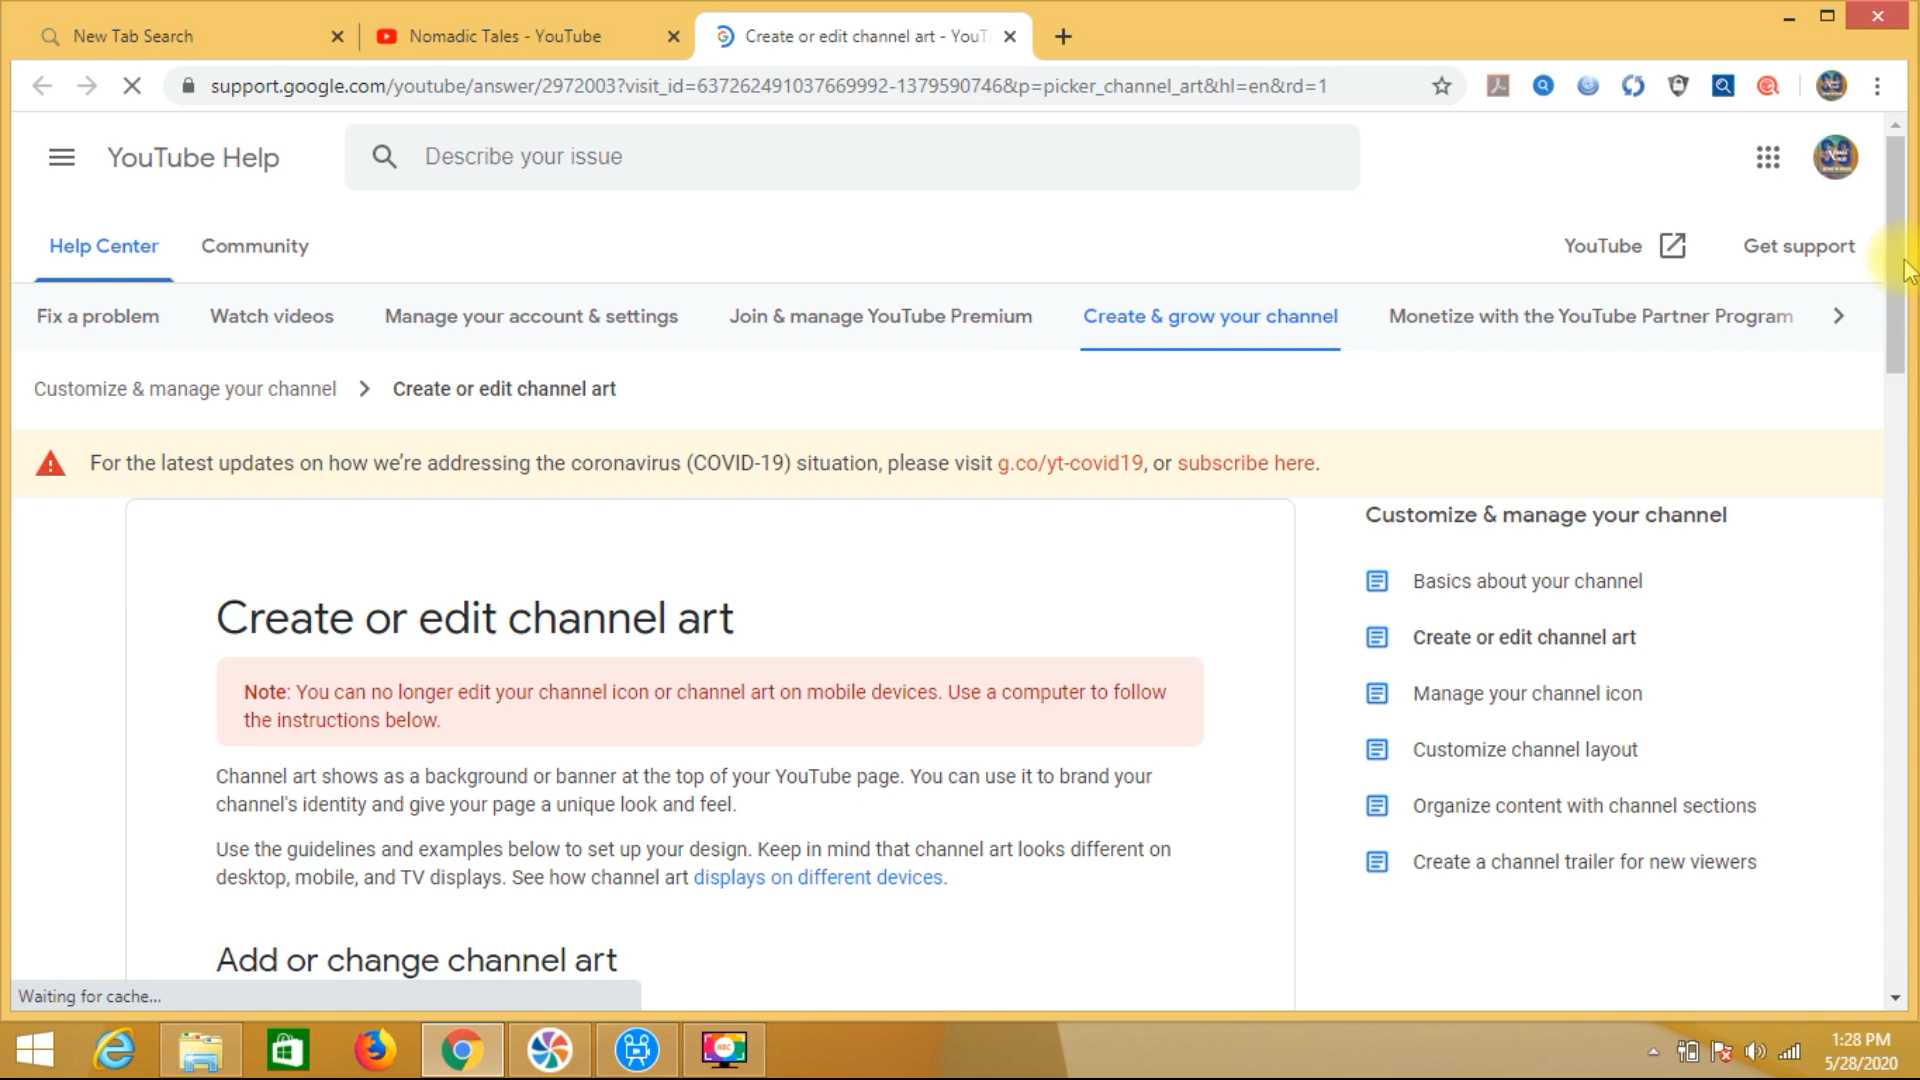 New Tab Search
Nomadic Tales - YouTube
Create or edit channel art - YouT
support.google.com/youtube/answer/2972003?visit_id=637262491037669992-1379590746&p=picker_channel_art&hl=en&rd=1
YouTube Help
Describe your issue
Help Center
Community
YouTube
Get support
Fix a problem
Watch videos
Manage your account & settings
Join & manage YouTube Premium
Create & grow your channel
Monetize with the YouTube Partner Program
Customize & manage your channel
Create or edit channel art
For the latest updates on how we’re addressing the coronavirus (COVID-19) situation, please visit g.co/yt-covid19, or subscribe here.
Create or edit channel art
Note: You can no longer edit your channel icon or channel art on mobile devices. Use a computer to follow
the instructions below.
Channel art shows as a background or banner at the top of your YouTube page. You can use it to brand your
channel's identity and give your page a unique look and feel.
Use the guidelines and examples below to set up your design. Keep in mind that channel art looks different on
desktop, mobile, and TV displays. See how channel art displays on different devices.
Add or change channel art
Customize & manage your channel
Basics about your channel
Create or edit channel art
Manage your channel icon
Customize channel layout
Organize content with channel sections
Create a channel trailer for new viewers
Waiting for cache...
ABC
1:28 PM
5/28/2020